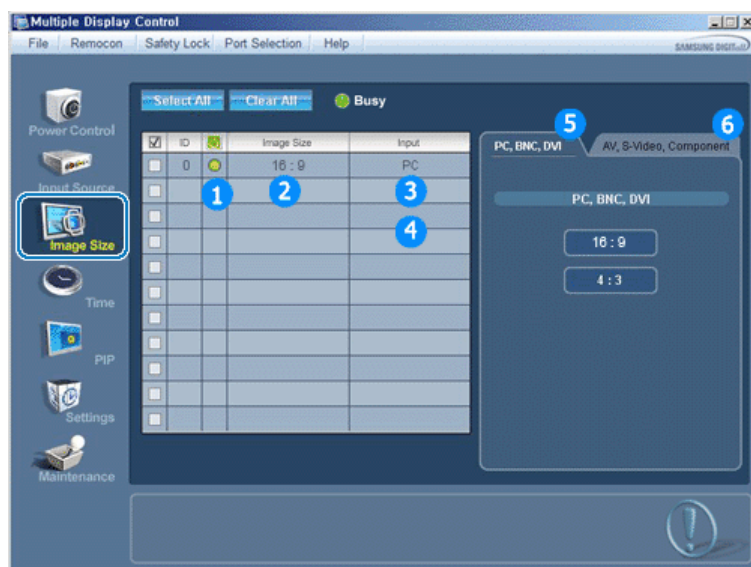 Multiple Display Control
File Remocon Safety Lock Port Selection Help
SAMSUNG DIGITall
Select All Clear All Busy
Power Control
Input Source
Image Size
Time
PIP
Settings
Maintenance
ID Image Size Input
0 16 : 9 PC
1 2 3
4
5 6
PC, BNC, DVI AV, S-Video, Component
PC, BNC, DVI
16 : 9
4 : 3